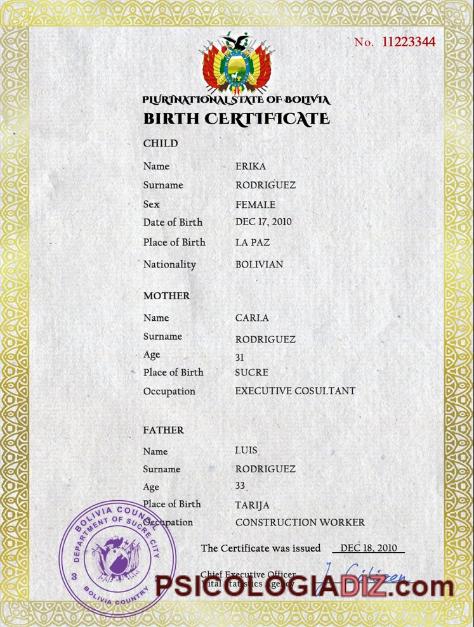 No. 11223344
PLURINATIONAL STATE OF BOLIVIA
BIRTH CERTIFICATE
CHILD
Name ERIKA
Surname RODRIGUEZ
Sex FEMALE
Date of Birth DEC 17, 2010
Place of Birth LA PAZ
Nationality BOLIVIAN
MOTHER
Name CARLA
Surname RODRIGUEZ
Age 31
Place of Birth SUCRE
Occupation EXECUTIVE COSULTANT
FATHER
Name LUIS
Surname RODRIGUEZ
Age 33
Place of Birth TARIJA
Occupation CONSTRUCTION WORKER
BOLIVIA COUNCIL
DEPARTMENT OF SUCRE CITY
3
BOLIVIA COUNTRY
The Certificate was issued DEC 18, 2010
Chief Executive Officer
Vital Statistics Agency
J Citizen
PSICOLOGIADIZ.com